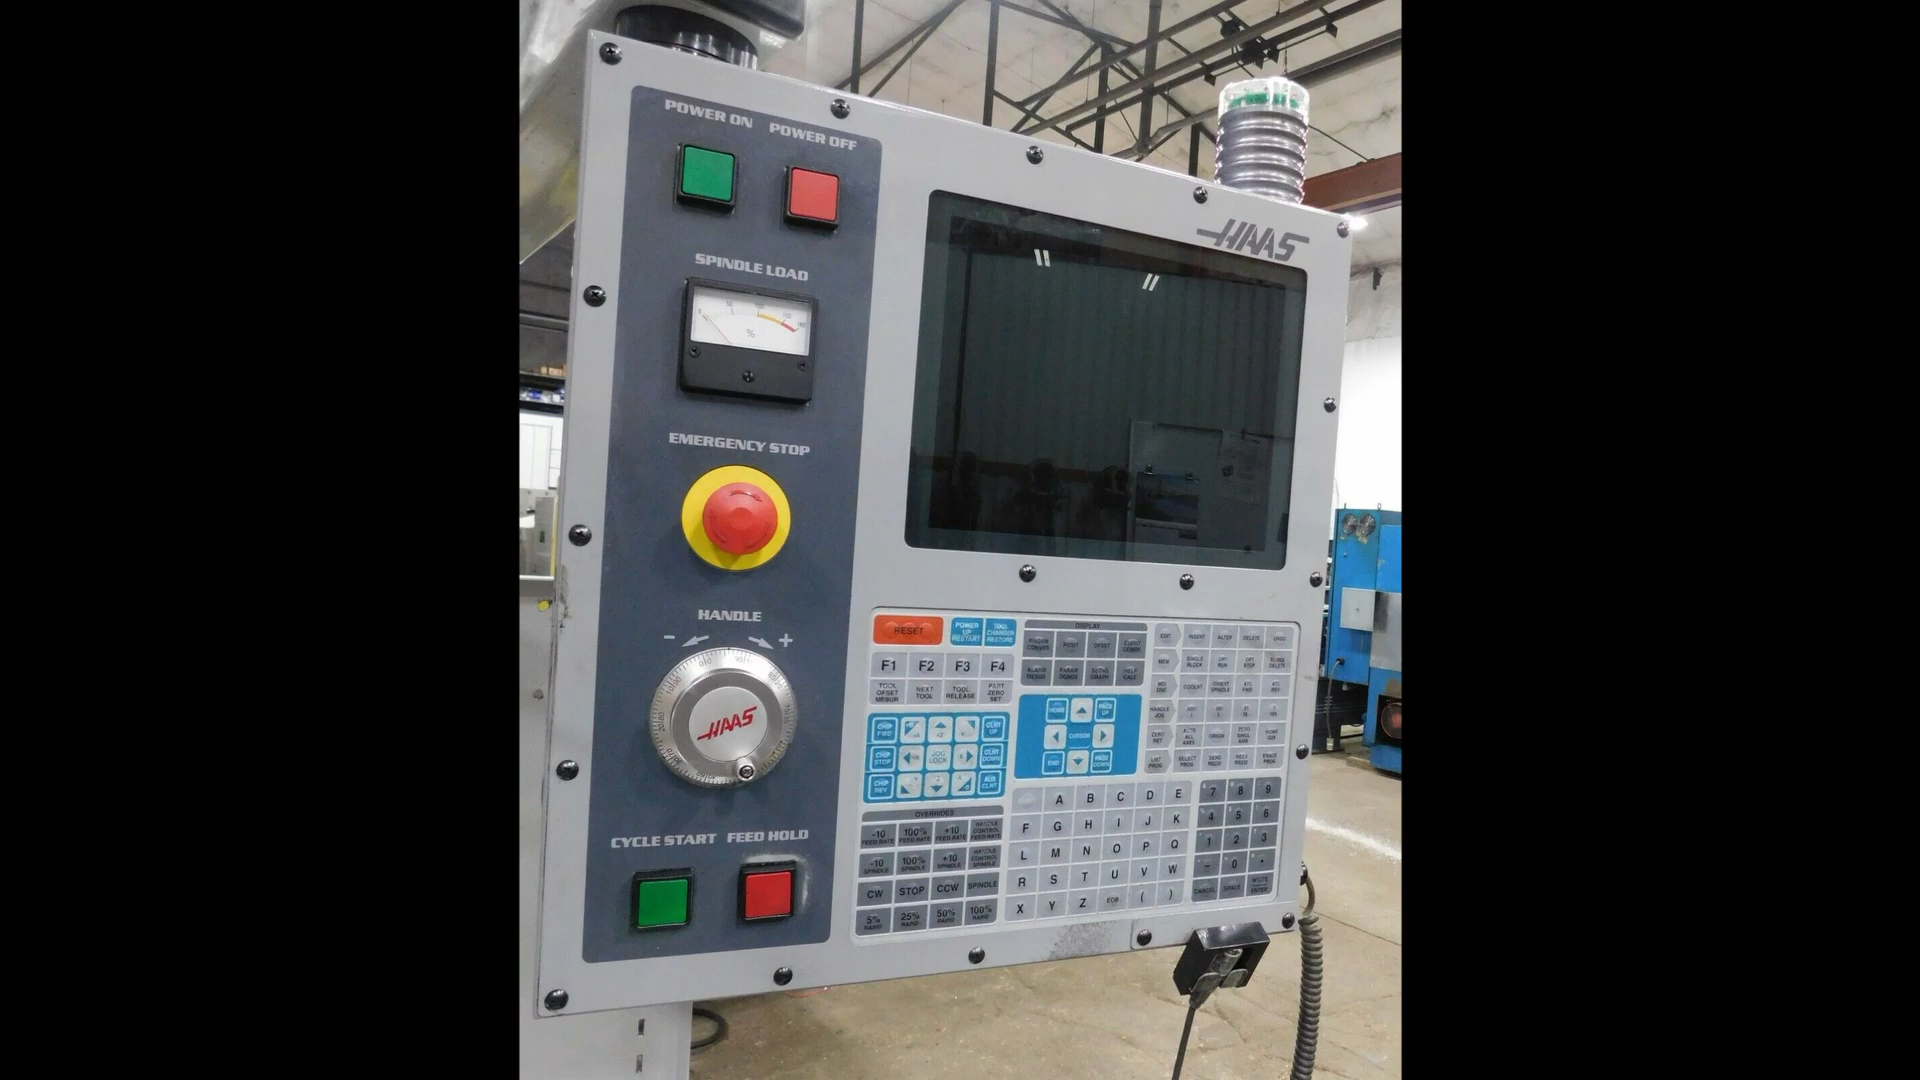 POWER ON POWER OFF
HAAS
SPINDLE LOAD
%
EMERGENCY STOP
HANDLE
- +
HAAS
CYCLE START FEED HOLD
RESET
POWER UP RESTART
TOOL CHANGER RESTORE
F1 F2 F3 F4
TOOL OFSET MESUR
NEXT TOOL
TOOL RELEASE
PART ZERO SET
CHIP FWD
CLNT UP
CHIP STOP
JOG LOCK
CLNT DOWN
CHIP REV
AUX CLNT
OVERRIDES
-10 FEED RATE
100% FEED RATE
+10 FEED RATE
HANDLE CONTROL FEED RATE
-10 SPINDLE
100% SPINDLE
+10 SPINDLE
HANDLE CONTROL SPINDLE
CW STOP CCW SPINDLE
5% RAPID
25% RAPID
50% RAPID
100% RAPID
DISPLAY
PRGRM CONVRS
POSIT
OFSET
CURNT COMDS
ALARM MESGS
PARAM DGNOS
SETNG GRAPH
HELP CALC
HOME
PAGE UP
CURSOR
END
PAGE DOWN
EDIT INSERT ALTER DELETE UNDO
MEM
SINGLE BLOCK
DRY RUN
OPT STOP
BLOCK DELETE
MDI DNC
COOLNT
ORIENT SPINDLE
ATC FWD
ATC REV
HANDLE JOG
ZERO RET
AUTO ALL AXES
ORIGIN
ZERO SINGL AXIS
HOME G28
LIST PROG
SELECT PROG
SEND RS232
RECV RS232
ERASE PROG
A B C D E
F G H I J K
L M N O P Q
R S T U V W
X Y Z EOB ( )
7 8 9
4 5 6
1 2 3
- 0 .
CANCEL SPACE WRITE ENTER